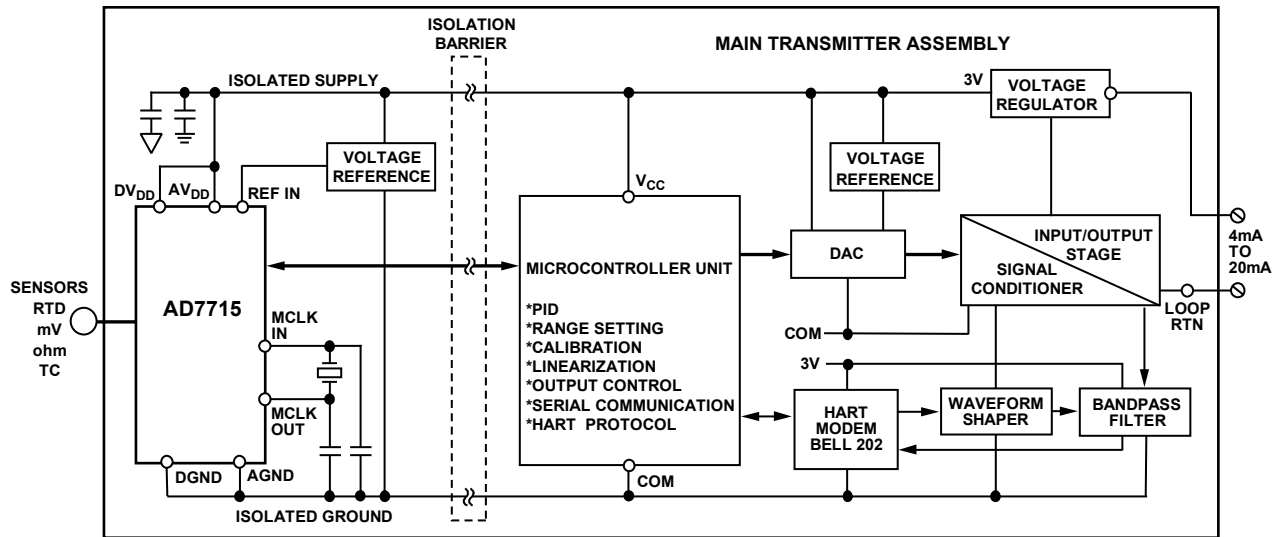 ISOLATION
BARRIER
MAIN TRANSMITTER ASSEMBLY
ISOLATED SUPPLY
3V
VOLTAGE
REGULATOR
VOLTAGE
REFERENCE
VOLTAGE
REFERENCE
DVDD
AVDD
REF IN
VCC
SENSORS
RTD
mV
ohm
TC
AD7715
MCLK
IN
MCLK
OUT
DGND
AGND
ISOLATED GROUND
MICROCONTROLLER UNIT
*PID
*RANGE SETTING
*CALIBRATION
*LINEARIZATION
*OUTPUT CONTROL
*SERIAL COMMUNICATION
*HART PROTOCOL
COM
DAC
COM
INPUT/OUTPUT
STAGE
SIGNAL
CONDITIONER
4mA
TO
20mA
LOOP
RTN
3V
HART
MODEM
BELL 202
WAVEFORM
SHAPER
BANDPASS
FILTER